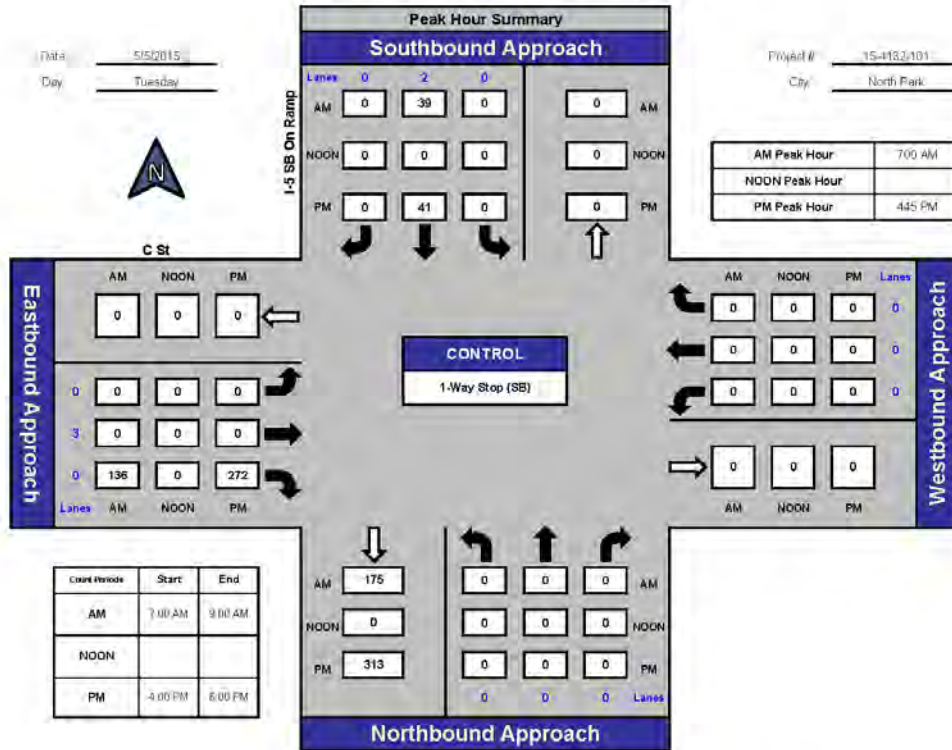 Peak Hour Summary
Southbound Approach
Date 5/5/2015
Day Tuesday
Project # 15-4132-101
City North Park
Lanes 0 2 0
AM 0 39 0 0 AM
NOON 0 0 0 0 NOON
PM 0 41 0 0 PM
I-5 SB On Ramp
N
AM Peak Hour 700 AM
NOON Peak Hour
PM Peak Hour 445 PM
C St
Eastbound Approach
AM NOON PM
0 0 0
0 0 0 0
3 0 0 0
0 136 0 272
Lanes AM NOON PM
CONTROL
1-Way Stop (SB)
AM NOON PM Lanes
0 0 0 0
0 0 0 0
0 0 0 0
0 0 0
AM NOON PM
Westbound Approach
Count Periods Start End
AM 7:00 AM 9:00 AM
NOON
PM 4:00 PM 6:00 PM
AM 175 0 0 0 AM
NOON 0 0 0 0 NOON
PM 313 0 0 0 PM
0 0 0 Lanes
Northbound Approach